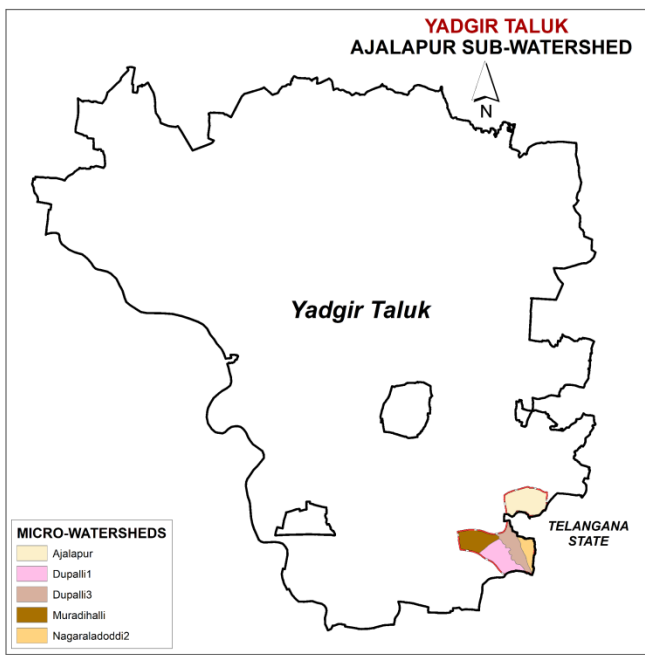 YADGIR TALUK
AJALAPUR SUB-WATERSHED
N
Yadgir Taluk
TELANGANA
STATE
MICRO-WATERSHEDS
Ajalapur
Dupalli1
Dupalli3
Muradihalli
Nagaraladoddi2